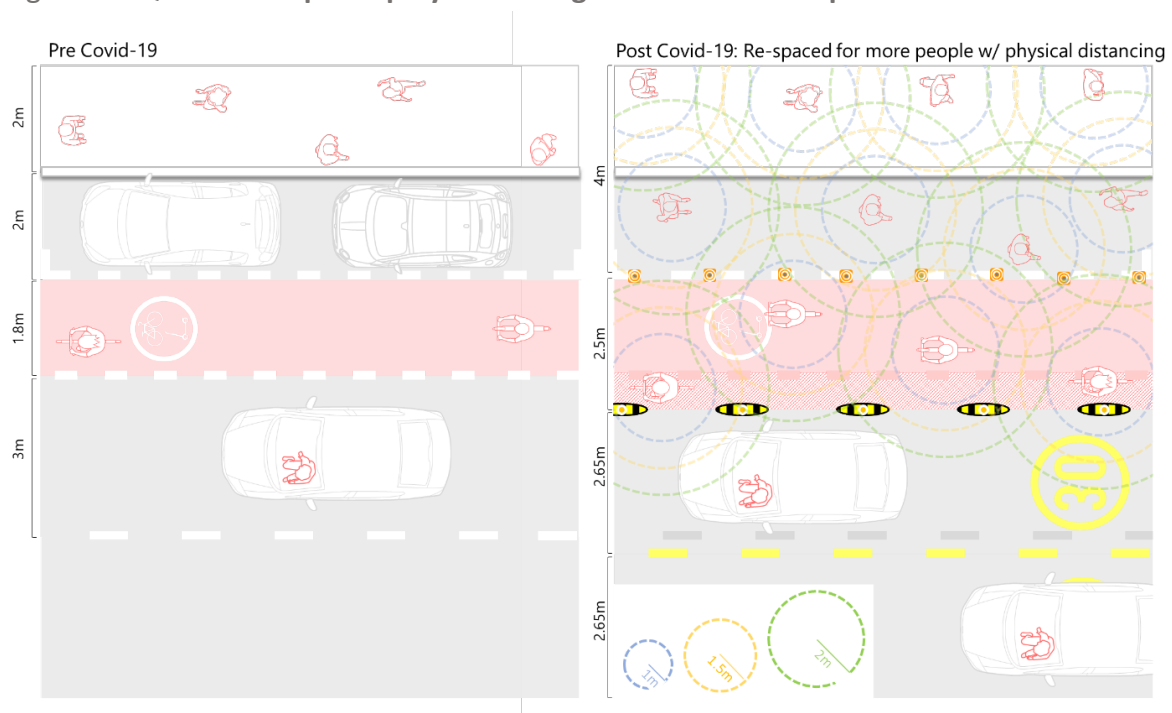 Pre Covid-19
Post Covid-19: Re-spaced for more people w/ physical distancing
2m
2m
1.8m
3m
4m
2.5m
2.65m
2.65m
30
1m
1.5m
2m